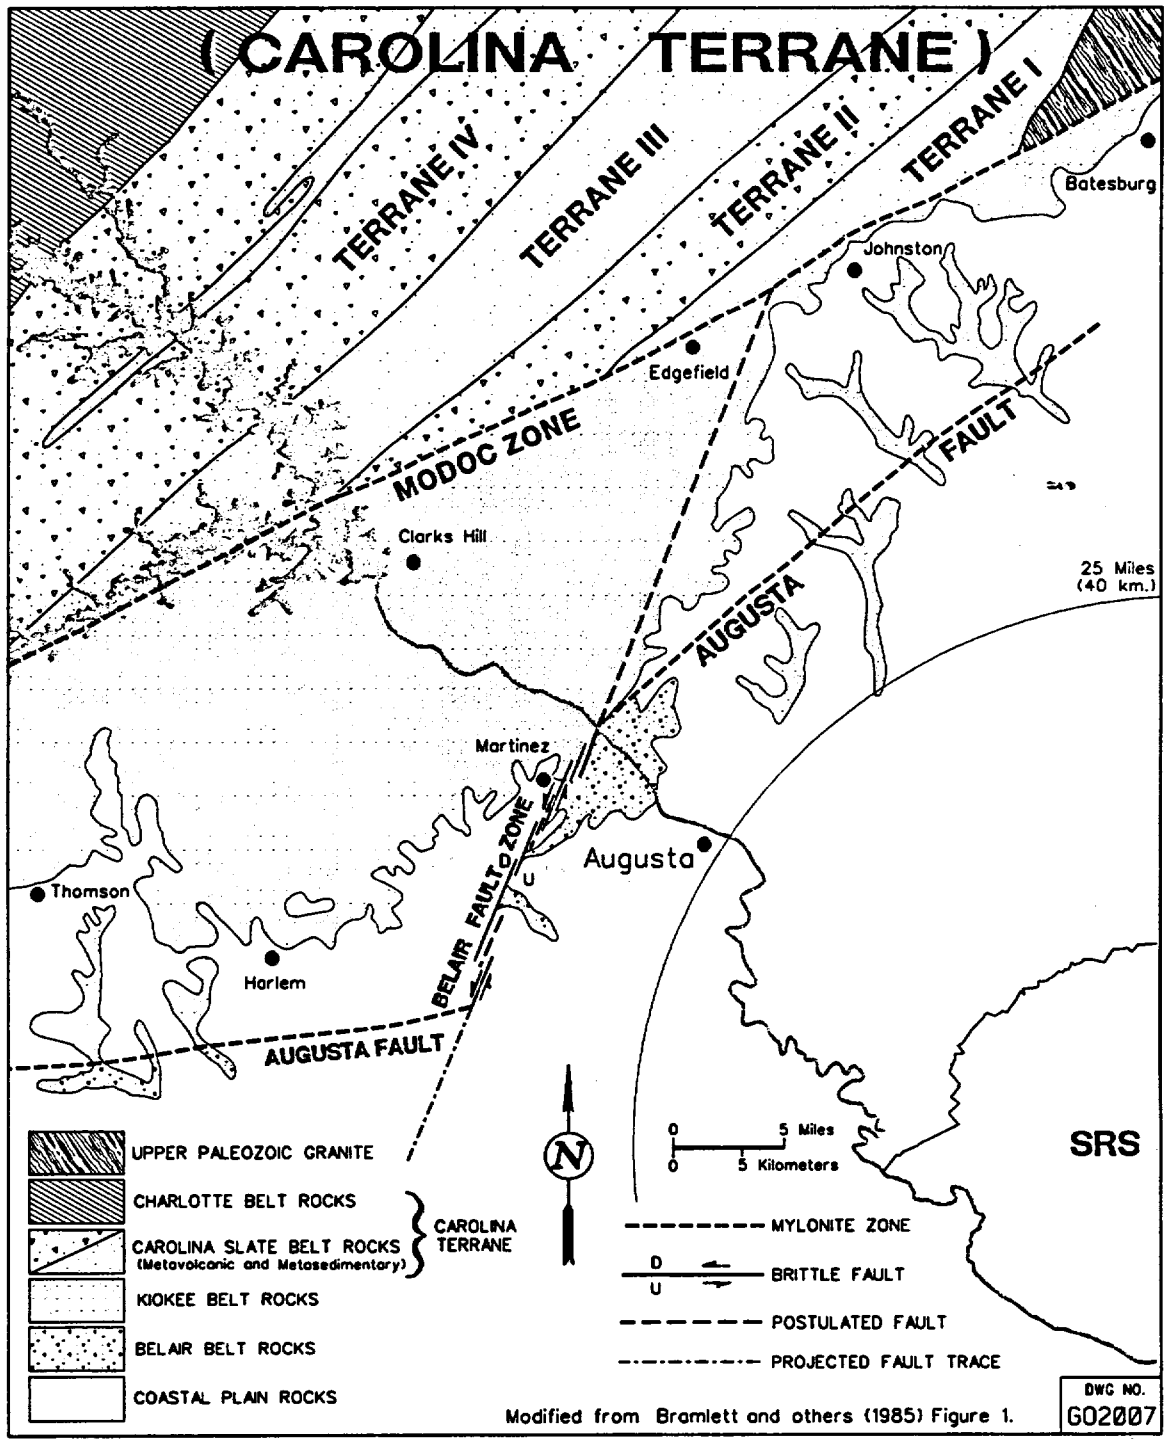 ( CAROLINA TERRANE )
TERRANE IV
TERRANE III
TERRANE II
TERRANE I
Batesburg
Johnston
Edgefield
MODOC ZONE
FAULT
Clarks Hill
25 Miles
(40 km.)
AUGUSTA
Martinez
BELAIR FAULT ZONE
D
U
Augusta
Thomson
Harlem
AUGUSTA FAULT
SRS
N
0 5 Miles
0 5 Kilometers
UPPER PALEOZOIC GRANITE
CHARLOTTE BELT ROCKS
CAROLINA SLATE BELT ROCKS
(Metavolcanic and Metasedimentary)
CAROLINA
TERRANE
KIOKEE BELT ROCKS
BELAIR BELT ROCKS
COASTAL PLAIN ROCKS
MYLONITE ZONE
D
U
BRITTLE FAULT
POSTULATED FAULT
PROJECTED FAULT TRACE
Modified from Bramlett and others (1985) Figure 1.
DWG NO.
GO2007